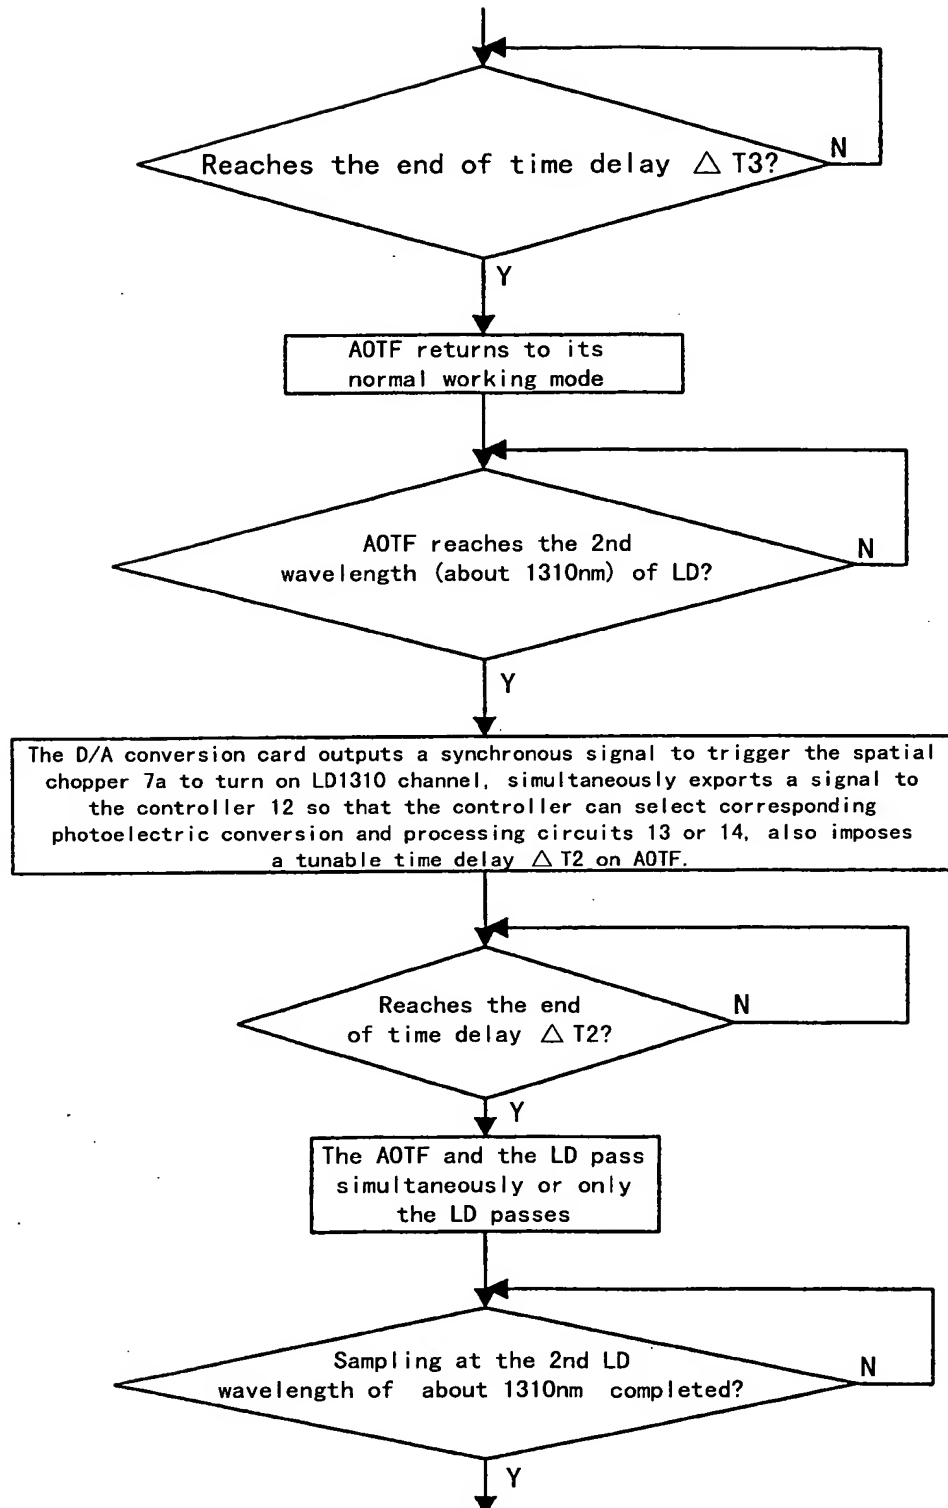 Reaches the end of time delay △ T3?
N
Y
AOTF returns to its
normal working mode
AOTF reaches the 2nd
wavelength (about 1310nm) of LD?
N
Y
The D/A conversion card outputs a synchronous signal to trigger the spatial
chopper 7a to turn on LD1310 channel, simultaneously exports a signal to
the controller 12 so that the controller can select corresponding
photoelectric conversion and processing circuits 13 or 14, also imposes
a tunable time delay △ T2 on AOTF.
Reaches the end
of time delay △ T2?
N
Y
The AOTF and the LD pass
simultaneously or only
the LD passes
Sampling at the 2nd LD
wavelength of about 1310nm completed?
N
Y